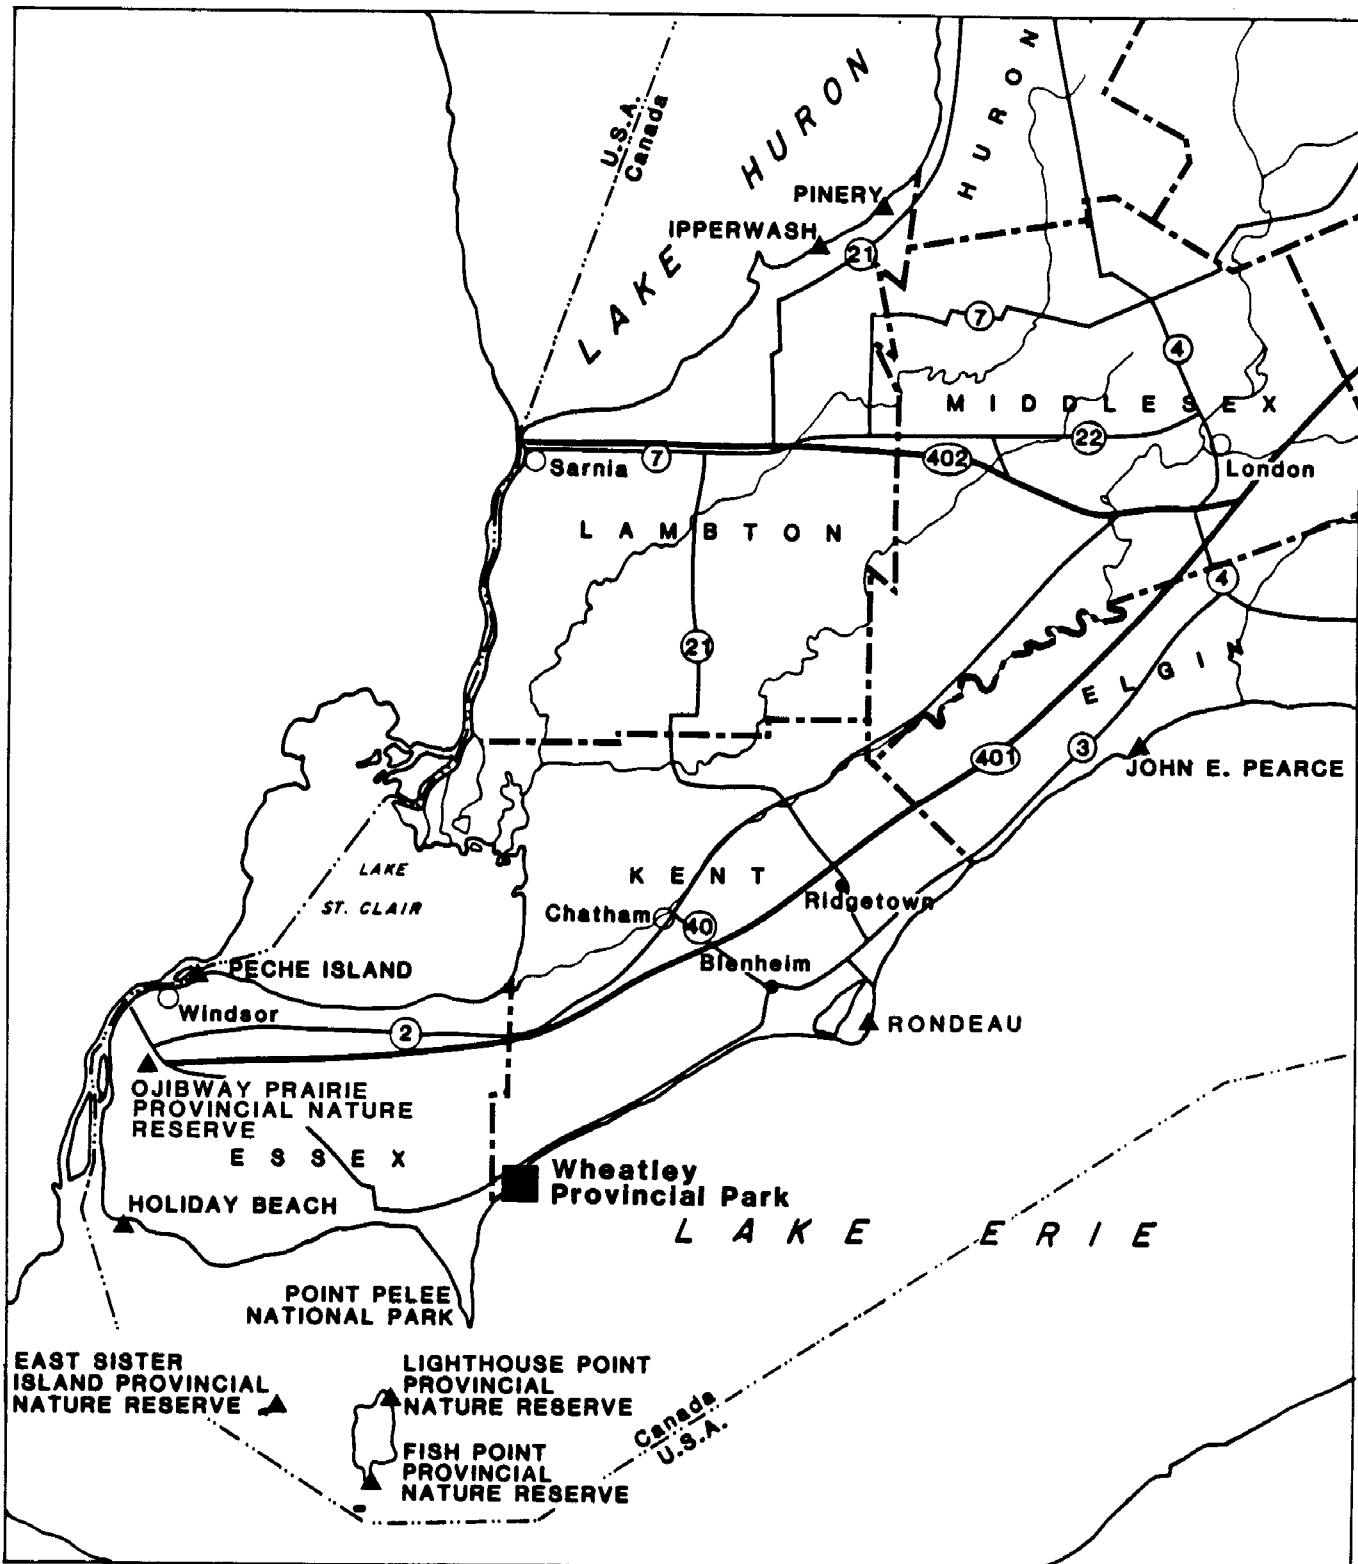 U.S.A.
Canada
LAKE HURON
HURON
PINERY
IPPERWASH
21
7
4
MIDDLESEX
22
402
Sarnia
7
London
LAMBTON
4
21
ELGIN
3
401
JOHN E. PEARCE
LAKE
ST. CLAIR
KENT
Ridgetown
Chatham
40
Blenheim
PECHE ISLAND
Windsor
2
RONDEAU
OJIBWAY PRAIRIE
PROVINCIAL NATURE
RESERVE
ESSEX
Wheatley
Provincial Park
HOLIDAY BEACH
LAKE ERIE
POINT PELEE
NATIONAL PARK
EAST SISTER
ISLAND PROVINCIAL
NATURE RESERVE
LIGHTHOUSE POINT
PROVINCIAL
NATURE RESERVE
Canada
U.S.A.
FISH POINT
PROVINCIAL
NATURE RESERVE